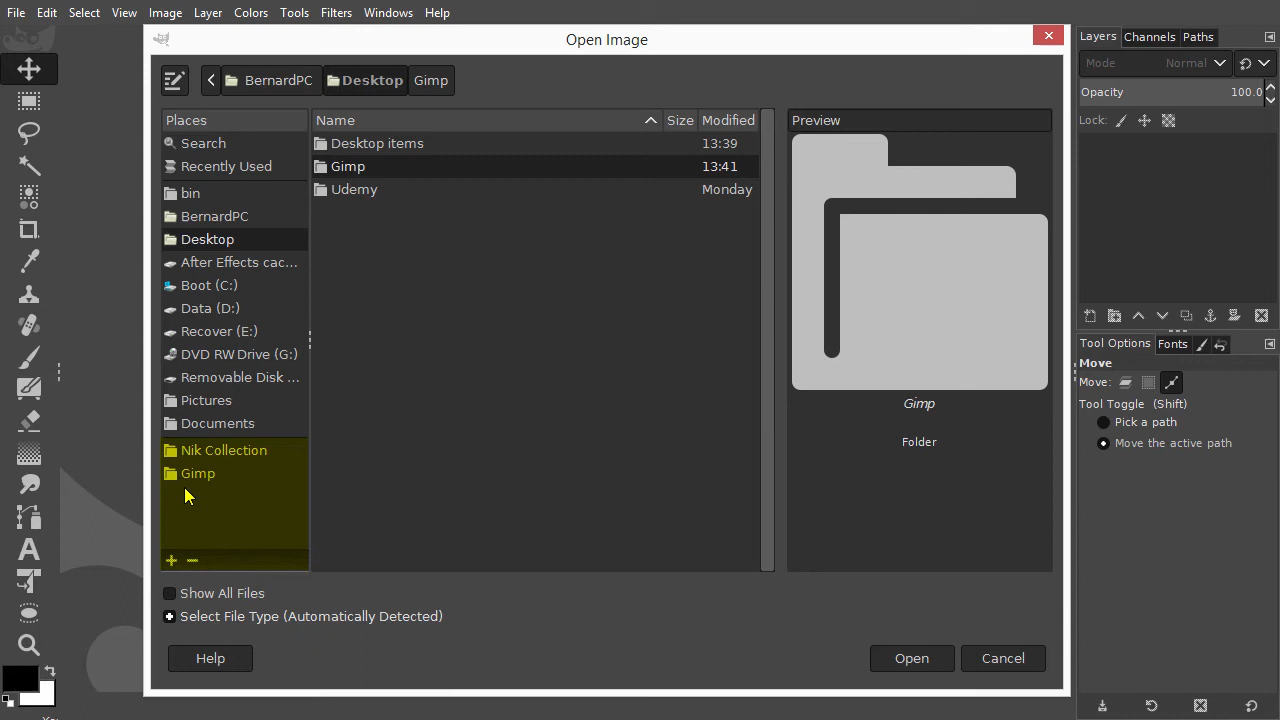 File Edit Select View Image Layer Colors Tools Filters Windows Help
Open Image
BernardPC Desktop Gimp
Places
Search
Recently Used
bin
BernardPC
Desktop
After Effects cac...
Boot (C:)
Data (D:)
Recover (E:)
DVD RW Drive (G:)
Removable Disk ...
Pictures
Documents
Nik Collection
Gimp
Name Size Modified
Desktop items 13:39
Gimp 13:41
Udemy Monday
Preview
Gimp
Folder
Show All Files
Select File Type (Automatically Detected)
Help Open Cancel
Layers Channels Paths
Mode Normal
Opacity 100.0
Lock:
Tool Options Fonts
Move
Move:
Tool Toggle (Shift)
Pick a path
Move the active path